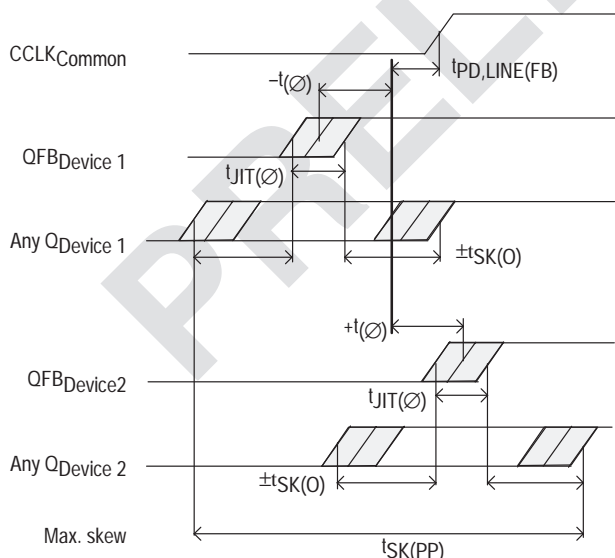 CCLKCommon
tPD,LINE(FB)
–t(∅)
QFBDevice 1
tJIT(∅)
Any QDevice 1
±tSK(O)
+t(∅)
QFBDevice2
tJIT(∅)
Any QDevice 2
±tSK(O)
Max. skew
tSK(PP)
PREL